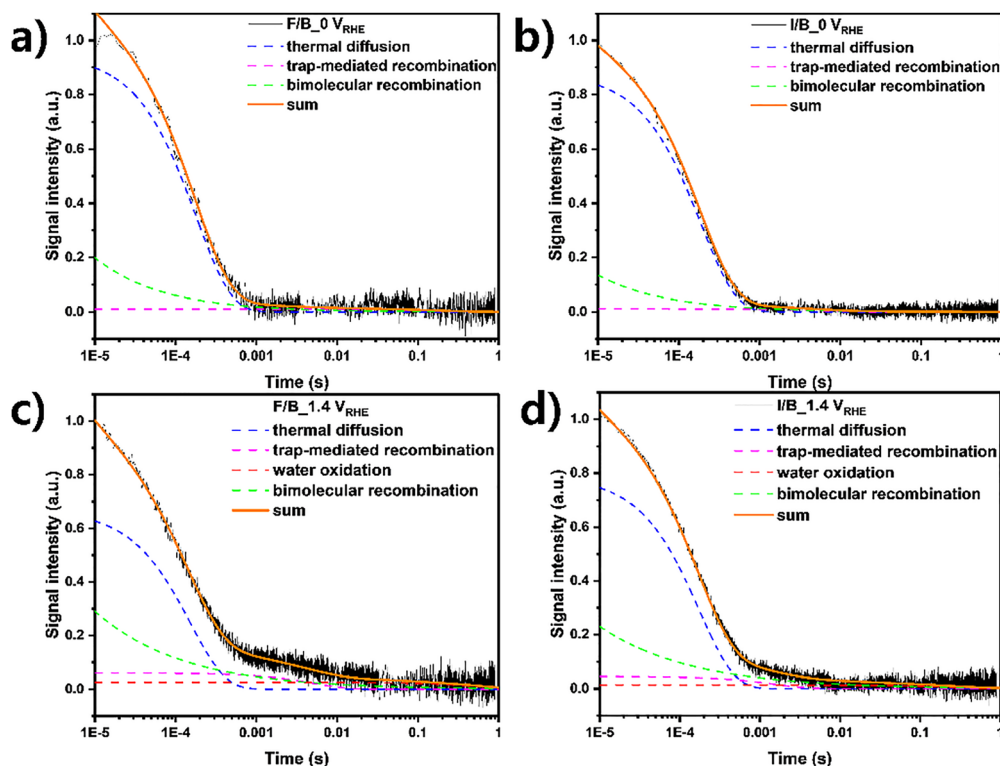 a)
F/B_0 V_RHE
thermal diffusion
trap-mediated recombination
bimolecular recombination
sum
Signal intensity (a.u.)
1.0
0.8
0.6
0.4
0.2
0.0
1E-5 1E-4 0.001 0.01 0.1 1
Time (s)
b)
I/B_0 V_RHE
thermal diffusion
trap-mediated recombination
bimolecular recombination
sum
Signal intensity (a.u.)
1.0
0.8
0.6
0.4
0.2
0.0
1E-5 1E-4 0.001 0.01 0.1 1
Time (s)
c)
F/B_1.4 V_RHE
thermal diffusion
trap-mediated recombination
water oxidation
bimolecular recombination
sum
Signal intensity (a.u.)
1.0
0.8
0.6
0.4
0.2
0.0
1E-5 1E-4 0.001 0.01 0.1 1
Time (s)
d)
I/B_1.4 V_RHE
thermal diffusion
trap-mediated recombination
water oxidation
bimolecular recombination
sum
Signal intensity (a.u.)
1.0
0.8
0.6
0.4
0.2
0.0
1E-5 1E-4 0.001 0.01 0.1 1
Time (s)